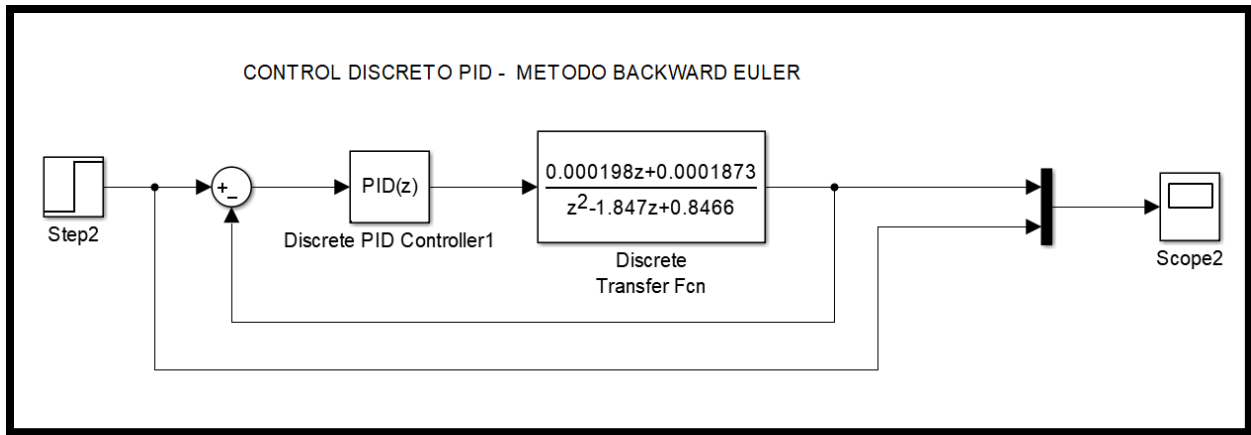 CONTROL DISCRETO PID - METODO BACKWARD EULER
Step2
+
−
PID(z)
Discrete PID Controller1
0.000198z+0.0001873
z²-1.847z+0.8466
Discrete
Transfer Fcn
Scope2